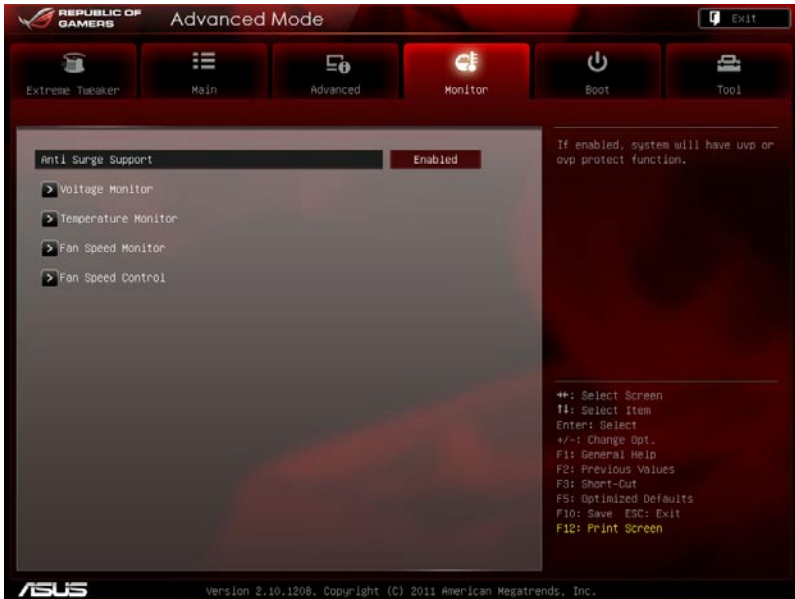 REPUBLIC OF
GAMERS
Advanced Mode
Exit
Extreme Tweaker
Main
Advanced
Monitor
Boot
Tool
Anti Surge Support
Enabled
> Voltage Monitor
> Temperature Monitor
> Fan Speed Monitor
> Fan Speed Control
If enabled, system will have uvp or
ovp protect function.
→←: Select Screen
↑↓: Select Item
Enter: Select
+/-: Change Opt.
F1: General Help
F2: Previous Values
F3: Short-Cut
F5: Optimized Defaults
F10: Save ESC: Exit
F12: Print Screen
ASUS
Version 2.10.1208. Copyright (C) 2011 American Megatrends, Inc.